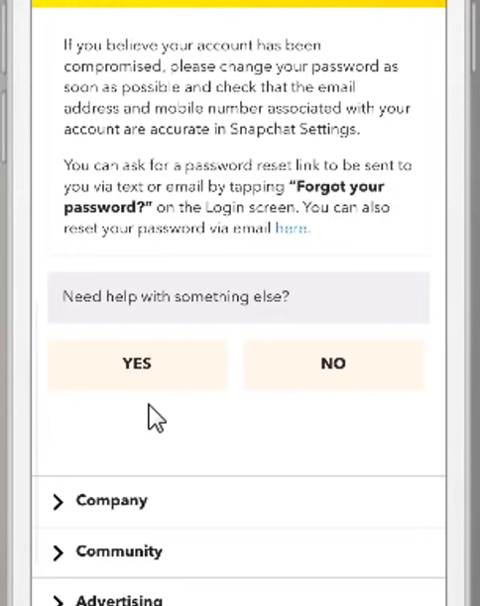 If you believe your account has been
compromised, please change your password as
soon as possible and check that the email
address and mobile number associated with your
account are accurate in Snapchat Settings.
You can ask for a password reset link to be sent to
you via text or email by tapping “Forgot your
password?” on the Login screen. You can also
reset your password via email here.
Need help with something else?
YES NO
Company
Community
Advertising